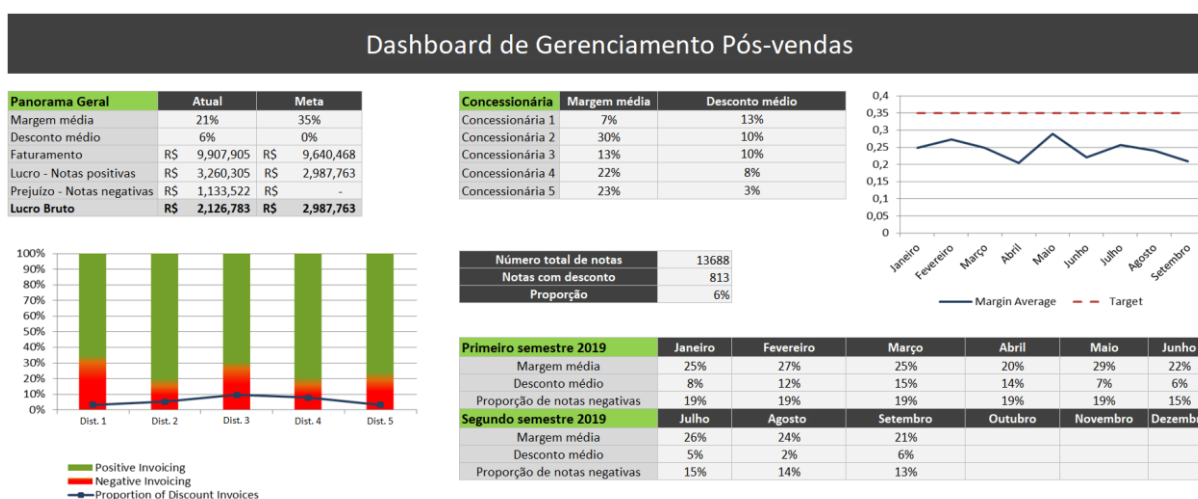 Dashboard de Gerenciamento Pós-vendas
Panorama Geral Atual Meta
Margem média 21% 35%
Desconto médio 6% 0%
Faturamento R$ 9,907,905 R$ 9,640,468
Lucro - Notas positivas R$ 3,260,305 R$ 2,987,763
Prejuízo - Notas negativas R$ 1,133,522 R$ -
Lucro Bruto R$ 2,126,783 R$ 2,987,763
Concessionária Margem média Desconto médio
Concessionária 1 7% 13%
Concessionária 2 30% 10%
Concessionária 3 13% 10%
Concessionária 4 22% 8%
Concessionária 5 23% 3%
0,4
0,35
0,3
0,25
0,2
0,15
0,1
0,05
0
Janeiro Fevereiro Março Abril Maio Junho Julho Agosto Setembro
Margin Average Target
100%
90%
80%
70%
60%
50%
40%
30%
20%
10%
0%
Dist. 1 Dist. 2 Dist. 3 Dist. 4 Dist. 5
Positive Invoicing
Negative Invoicing
Proportion of Discount Invoices
Número total de notas 13688
Notas com desconto 813
Proporção 6%
Primeiro semestre 2019 Janeiro Fevereiro Março Abril Maio Junho
Margem média 25% 27% 25% 20% 29% 22%
Desconto médio 8% 12% 15% 14% 7% 6%
Proporção de notas negativas 19% 19% 19% 19% 19% 15%
Segundo semestre 2019 Julho Agosto Setembro Outubro Novembro Dezembr
Margem média 26% 24% 21%
Desconto médio 5% 2% 6%
Proporção de notas negativas 15% 14% 13%